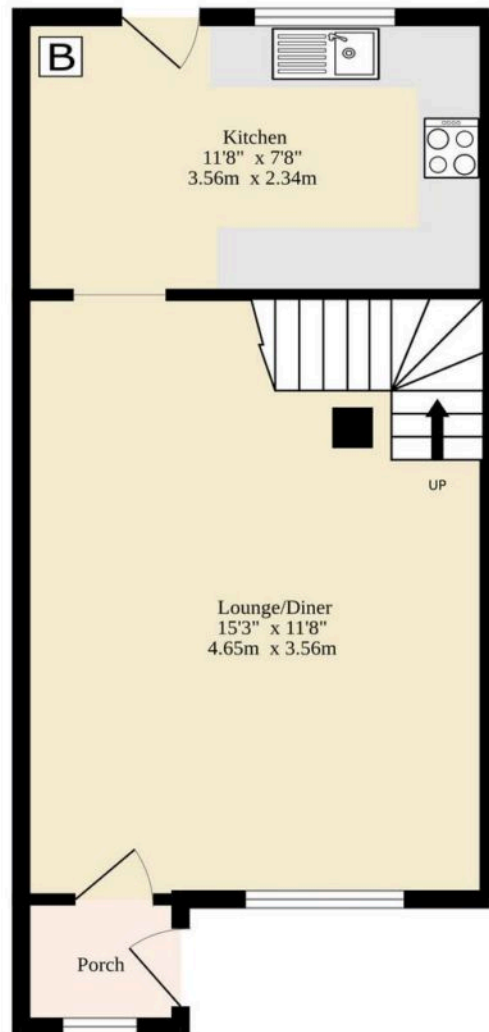 B
Kitchen
11'8" x 7'8"
3.56m x 2.34m
UP
Lounge/Diner
15'3" x 11'8"
4.65m x 3.56m
Porch